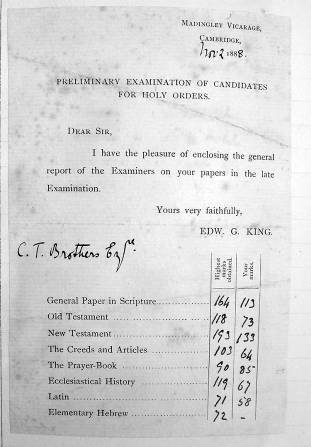 MADINGLEY VICARAGE,
CAMBRIDGE,
Nov. 2 1888.
PRELIMINARY EXAMINATION OF CANDIDATES
FOR HOLY ORDERS.
DEAR SIR,
I have the pleasure of enclosing the general
report of the Examiners on your papers in the late
Examination.
Yours very faithfully,
EDW. G. KING.
C. T. Brothers Esqre
Highest marks obtained. Your marks.
General Paper in Scripture 164 113
Old Testament 118 73
New Testament 193 133
The Creeds and Articles 103 64
The Prayer-Book 90 85
Ecclesiastical History 119 67
Latin 71 58
Elementary Hebrew 72 -